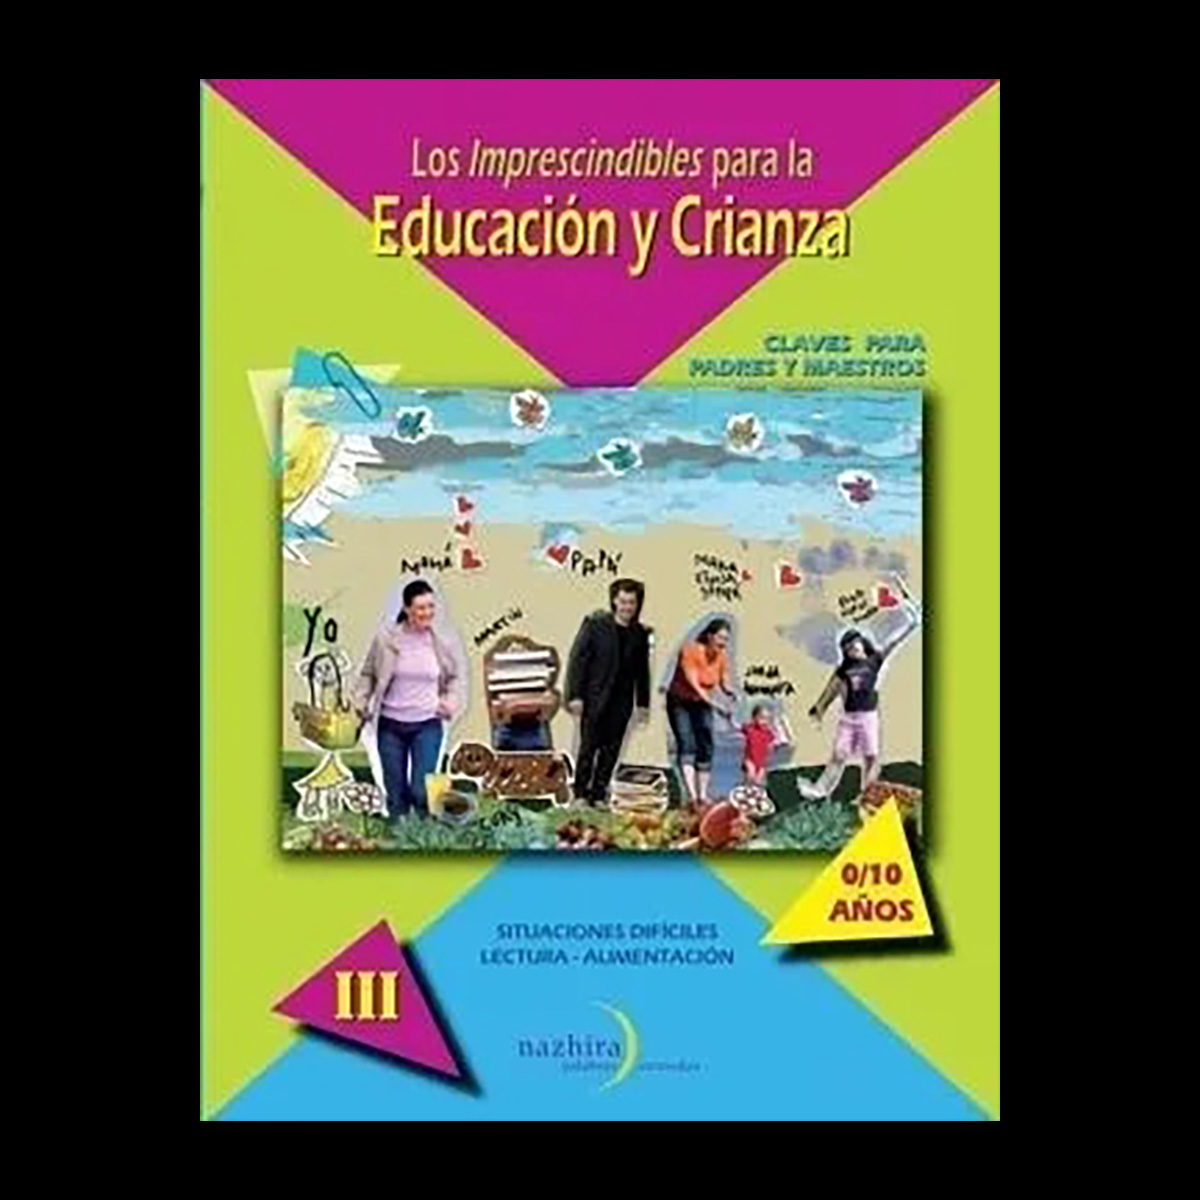 Los Imprescindibles para la
Educación y Crianza
CLAVES PARA
PADRES Y MAESTROS
MAMÁ
PAPÁ
Yo
MARTÍN
0/10
AÑOS
SITUACIONES DIFÍCILES
LECTURA - ALIMENTACIÓN
III
nazhira
palabras